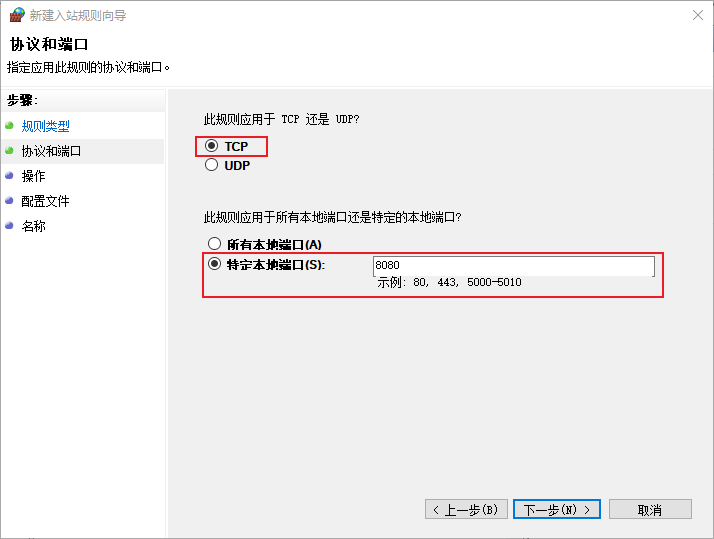 新建入站规则向导
协议和端口
指定应用此规则的协议和端口。
步骤:
规则类型
协议和端口
操作
配置文件
名称
此规则应用于 TCP 还是 UDP?
TCP
UDP
此规则应用于所有本地端口还是特定的本地端口?
所有本地端口(A)
特定本地端口(S):
8080
示例: 80, 443, 5000-5010
< 上一步(B)
下一步(N) >
取消